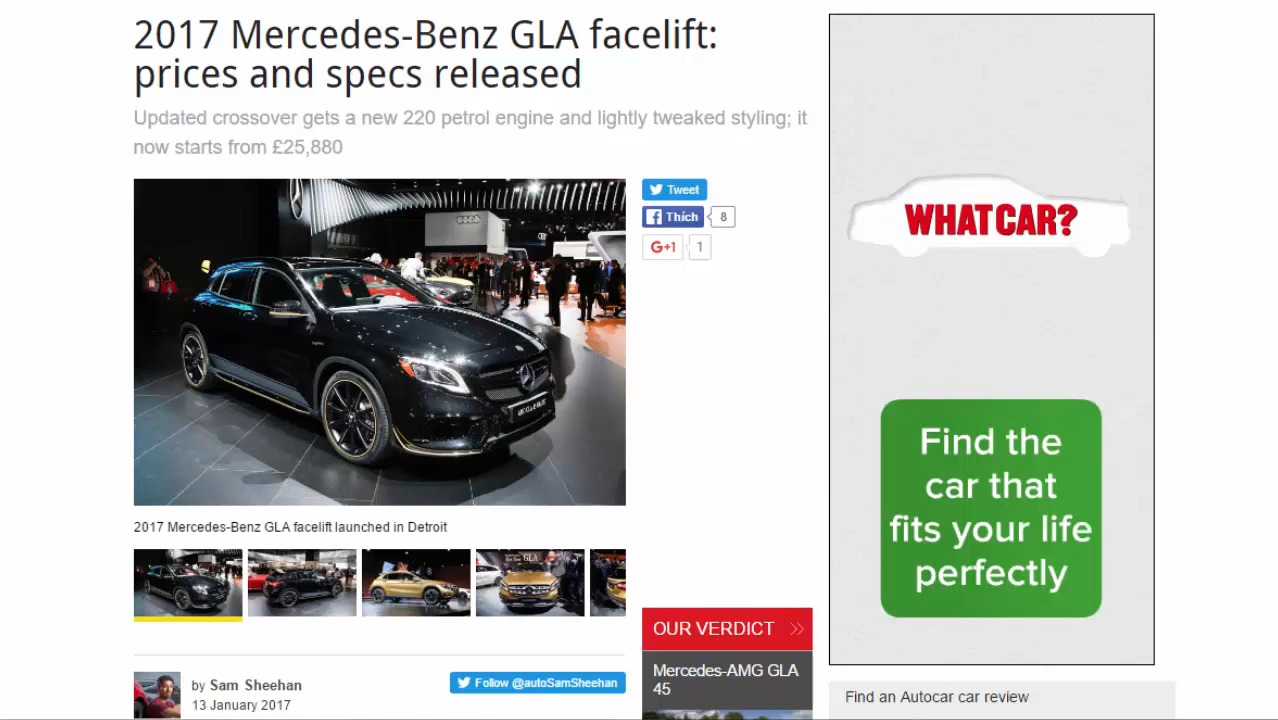 2017 Mercedes-Benz GLA facelift:
prices and specs released
Updated crossover gets a new 220 petrol engine and lightly tweaked styling; it
now starts from £25,880
Tweet
Thích 8
G+1 1
2017 Mercedes-Benz GLA facelift launched in Detroit
GLA
by Sam Sheehan
13 January 2017
Follow @autoSamSheehan
OUR VERDICT
Mercedes-AMG GLA
45
WHATCAR?
Find the
car that
fits your life
perfectly
Find an Autocar car review